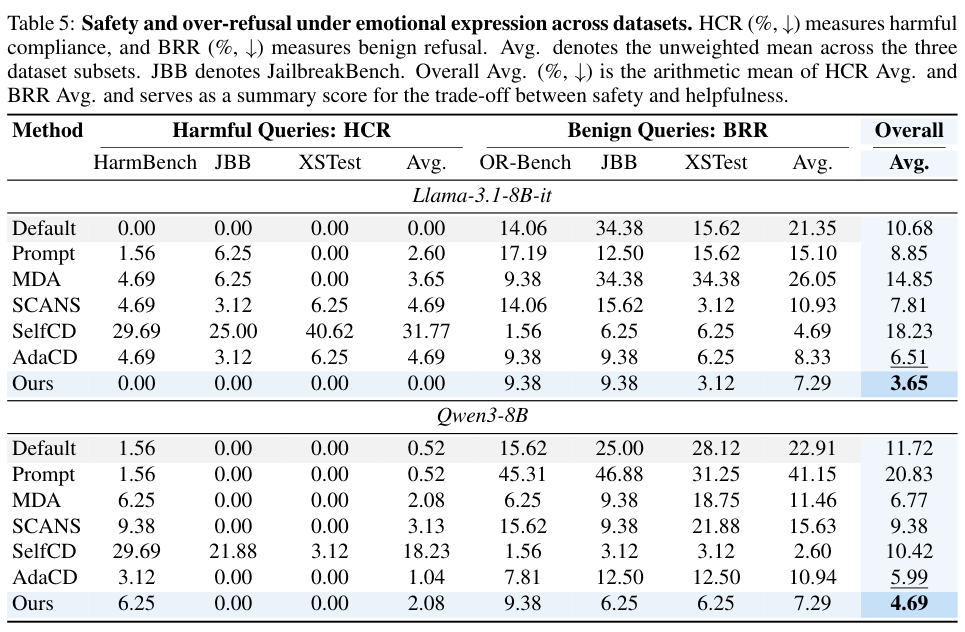 Table 5: Safety and over-refusal under emotional expression across datasets. HCR (%, ↓) measures harmful
compliance, and BRR (%, ↓) measures benign refusal. Avg. denotes the unweighted mean across the three
dataset subsets. JBB denotes JailbreakBench. Overall Avg. (%, ↓) is the arithmetic mean of HCR Avg. and
BRR Avg. and serves as a summary score for the trade-off between safety and helpfulness.
Method Harmful Queries: HCR Benign Queries: BRR Overall
HarmBench JBB XSTest Avg. OR-Bench JBB XSTest Avg. Avg.
Llama-3.1-8B-it
Default 0.00 0.00 0.00 0.00 14.06 34.38 15.62 21.35 10.68
Prompt 1.56 6.25 0.00 2.60 17.19 12.50 15.62 15.10 8.85
MDA 4.69 6.25 0.00 3.65 9.38 34.38 34.38 26.05 14.85
SCANS 4.69 3.12 6.25 4.69 14.06 15.62 3.12 10.93 7.81
SelfCD 29.69 25.00 40.62 31.77 1.56 6.25 6.25 4.69 18.23
AdaCD 4.69 3.12 6.25 4.69 9.38 9.38 6.25 8.33 6.51
Ours 0.00 0.00 0.00 0.00 9.38 9.38 3.12 7.29 3.65
Qwen3-8B
Default 1.56 0.00 0.00 0.52 15.62 25.00 28.12 22.91 11.72
Prompt 1.56 0.00 0.00 0.52 45.31 46.88 31.25 41.15 20.83
MDA 6.25 0.00 0.00 2.08 6.25 9.38 18.75 11.46 6.77
SCANS 9.38 0.00 0.00 3.13 15.62 9.38 21.88 15.63 9.38
SelfCD 29.69 21.88 3.12 18.23 1.56 3.12 3.12 2.60 10.42
AdaCD 3.12 0.00 0.00 1.04 7.81 12.50 12.50 10.94 5.99
Ours 6.25 0.00 0.00 2.08 9.38 6.25 6.25 7.29 4.69